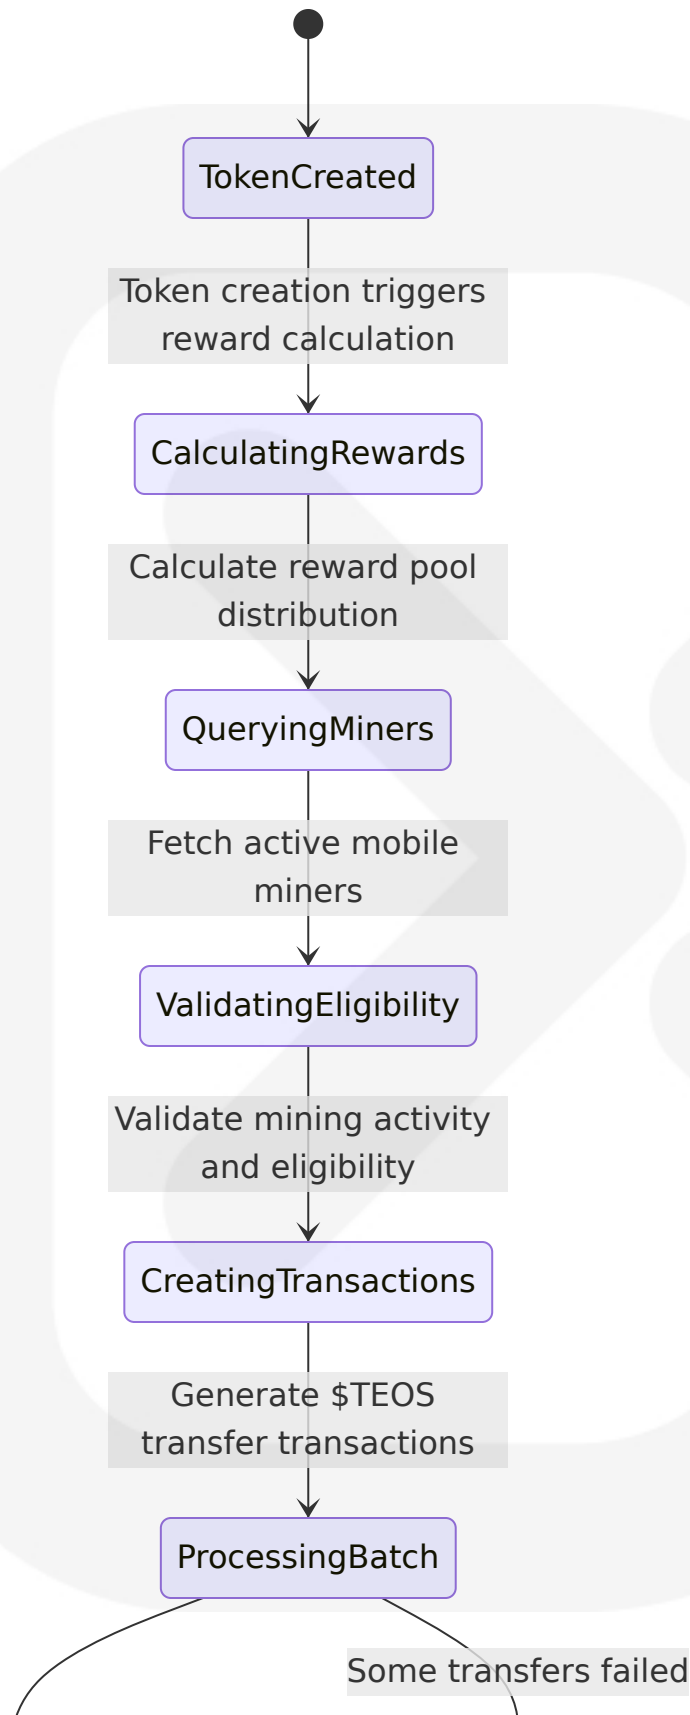 TokenCreated
Token creation triggers
reward calculation
CalculatingRewards
Calculate reward pool
distribution
QueryingMiners
Fetch active mobile
miners
ValidatingEligibility
Validate mining activity
and eligibility
CreatingTransactions
Generate $TEOS
transfer transactions
ProcessingBatch
Some transfers failed